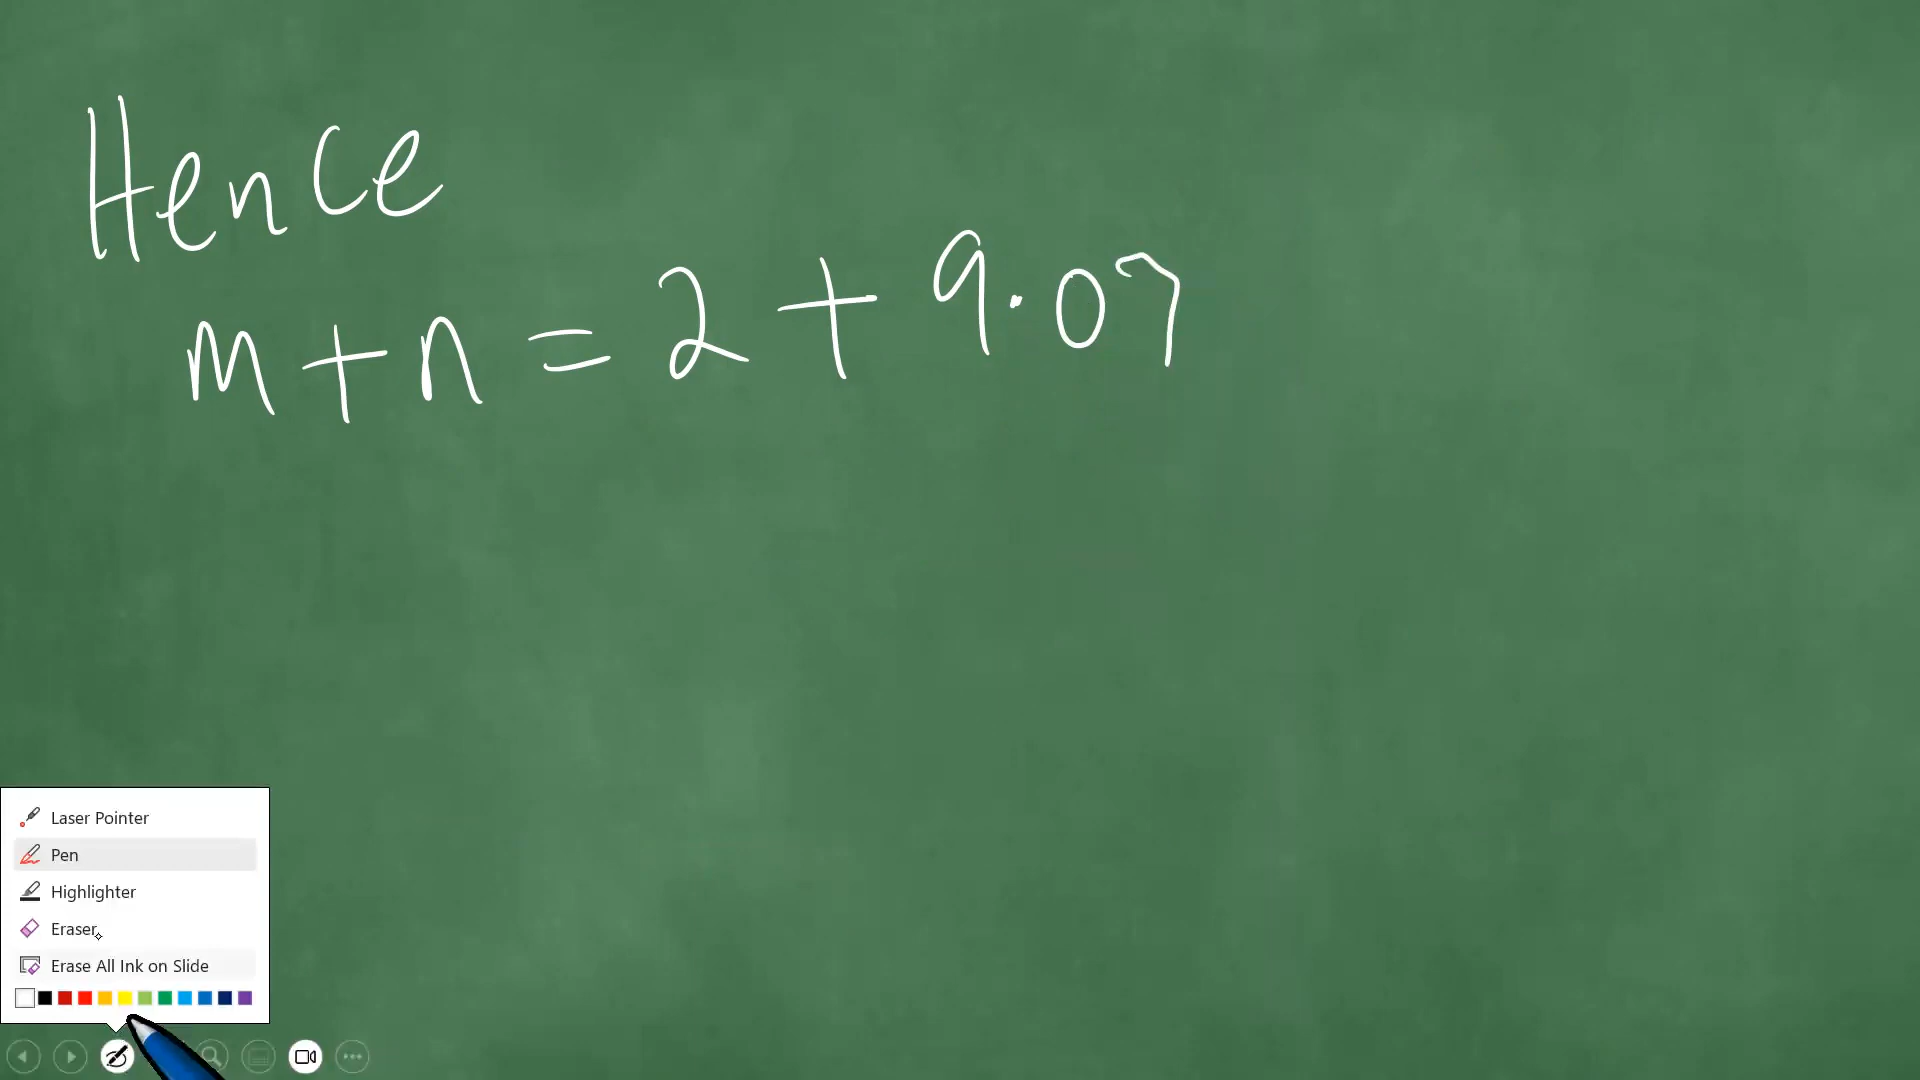 Hence
m+n = 2 + 9.07
Laser Pointer
Pen
Highlighter
Eraser
Erase All Ink on Slide